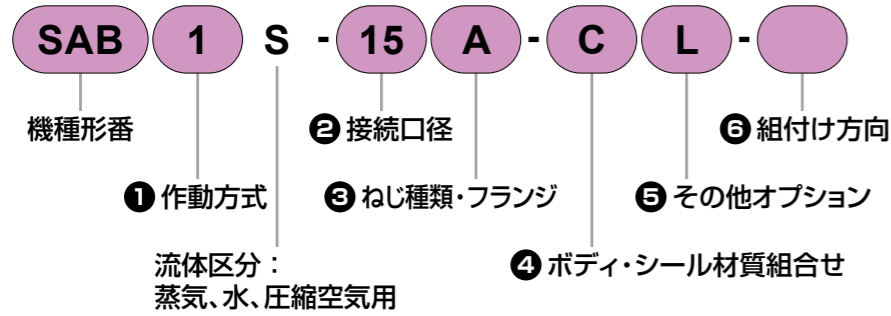 SAB 1 S - 15 A - C L -
機種形番
❷ 接続口径
❻ 組付け方向
❶ 作動方式
❸ ねじ種類・フランジ
❺ その他オプション
流体区分：
蒸気、水、圧縮空気用
❹ ボディ・シール材質組合せ